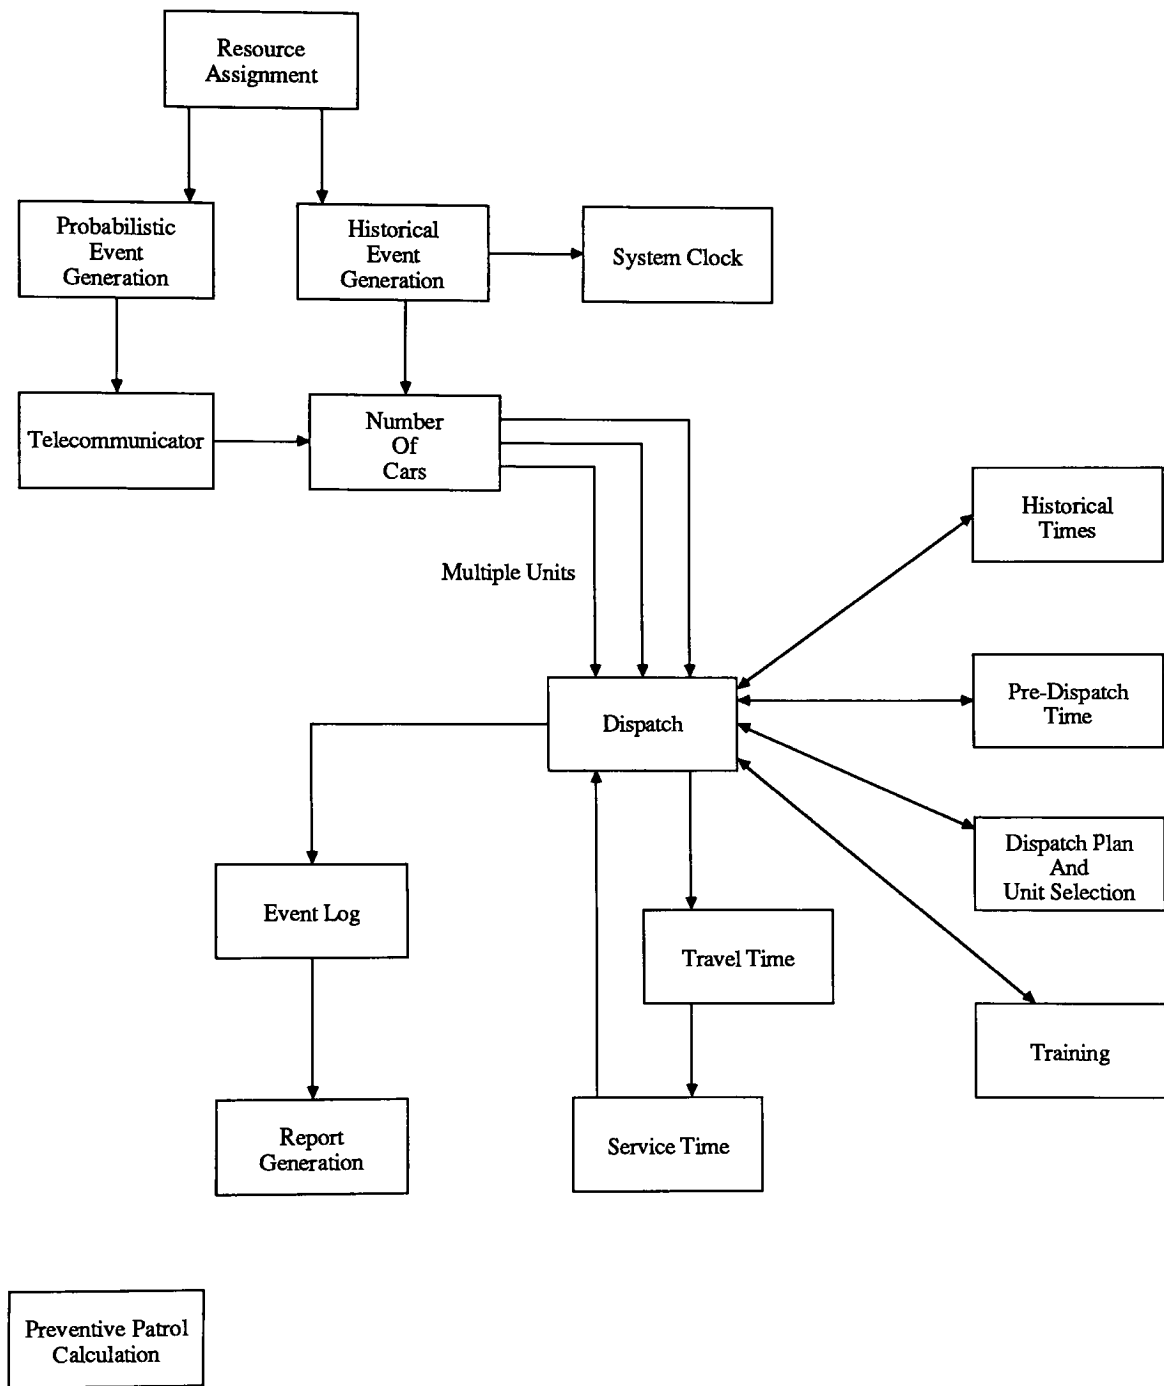 Resource
Assignment
Probabilistic
Event
Generation
Historical
Event
Generation
System Clock
Telecommunicator
Number
Of
Cars
Historical
Times
Multiple Units
Pre-Dispatch
Time
Dispatch
Dispatch Plan
And
Unit Selection
Event Log
Travel Time
Training
Report
Generation
Service Time
Preventive Patrol
Calculation